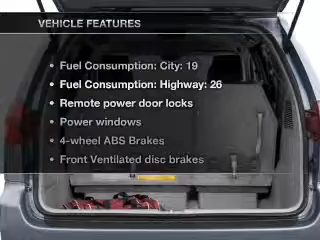 VEHICLE FEATURES
• Fuel Consumption: City: 19
• Fuel Consumption: Highway: 26
• Remote power door locks
• Power windows
• 4-wheel ABS Brakes
• Front Ventilated disc brakes